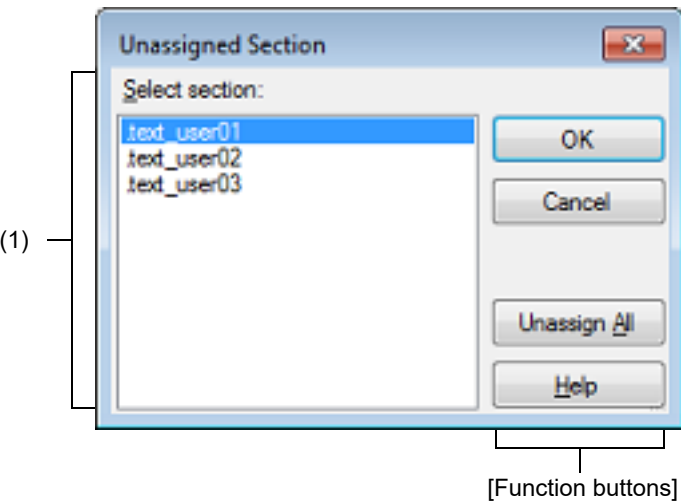 Unassigned Section
Select section:
.text_user01
.text_user02
.text_user03
OK
Cancel
Unassign All
Help
(1)
[Function buttons]